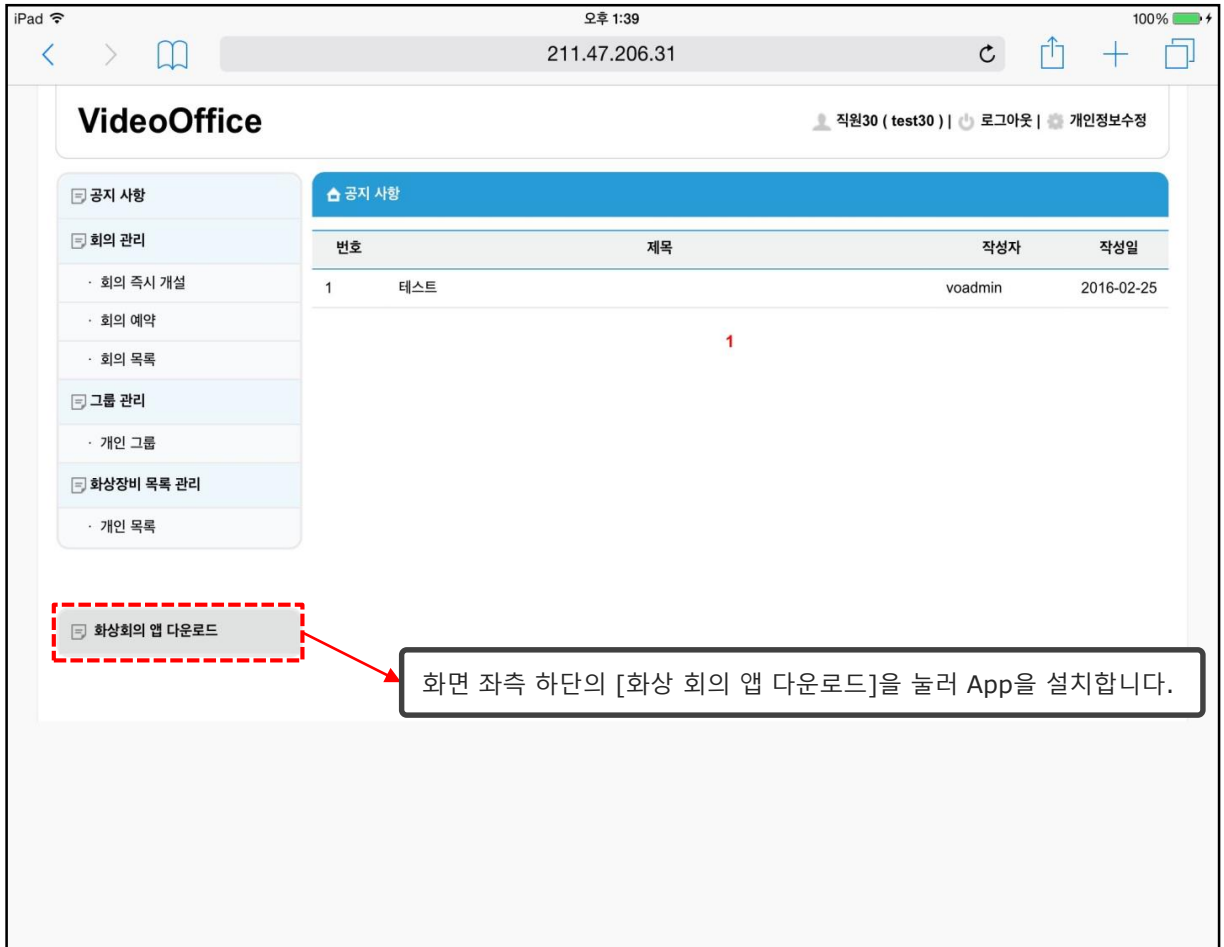 iPad 오후 1:39 100%
211.47.206.31
VideoOffice
직원30 ( test30 ) | 로그아웃 | 개인정보수정
공지 사항
회의 관리
· 회의 즉시 개설
· 회의 예약
· 회의 목록
그룹 관리
· 개인 그룹
화상장비 목록 관리
· 개인 목록
공지 사항
번호 제목 작성자 작성일
1 테스트 voadmin 2016-02-25
1
화상회의 앱 다운로드
화면 좌측 하단의 [화상 회의 앱 다운로드]을 눌러 App을 설치합니다.